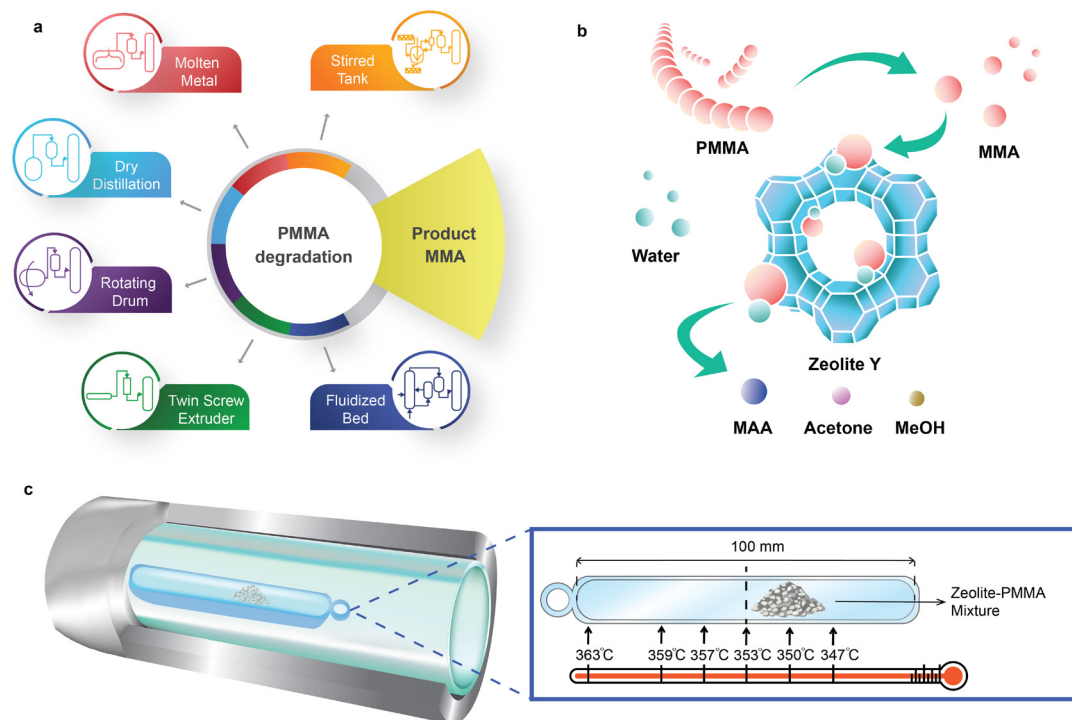 a
Molten
Metal
Stirred
Tank
Dry
Distillation
Rotating
Drum
Twin Screw
Extruder
Fluidized
Bed
PMMA
degradation
Product
MMA
b
PMMA
MMA
Water
Zeolite Y
MAA
Acetone
MeOH
c
100 mm
Zeolite-PMMA
Mixture
363℃
359℃
357℃
353℃
350℃
347℃